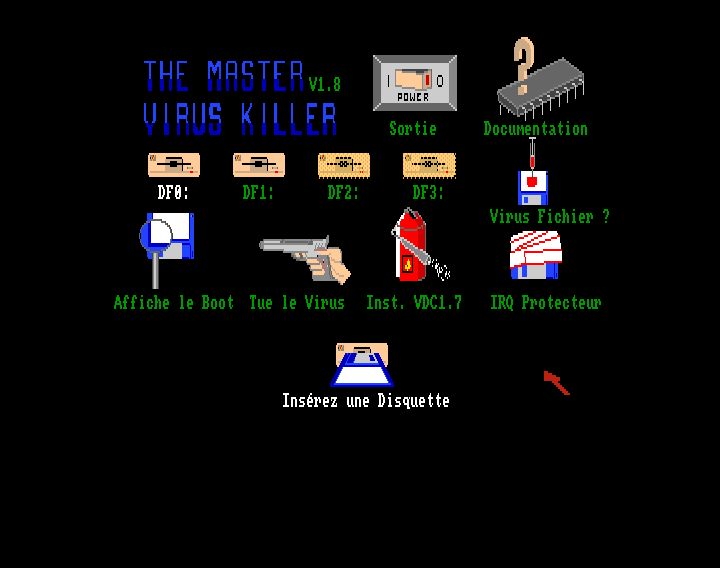 THE MASTER V1.8
VIRUS KILLER
I O
POWER
Sortie
Documentation
DF0:
DF1:
DF2:
DF3:
Virus Fichier ?
Affiche le Boot
Tue le Virus
Inst. VDC1.7
IRQ Protecteur
Insérez une Disquette